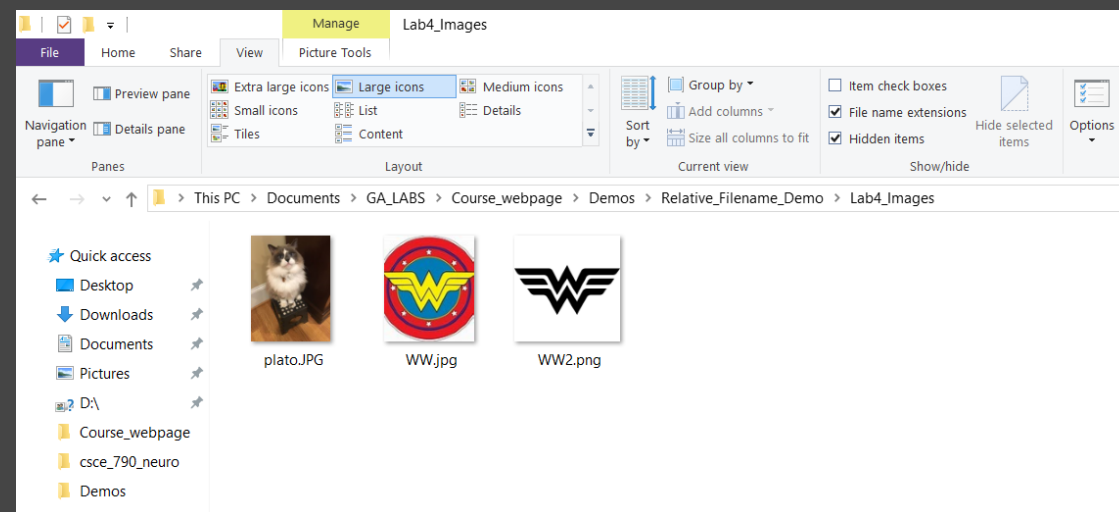 Manage Lab4_Images
File Home Share View Picture Tools
Navigation pane
Preview pane
Details pane
Panes
Extra large icons Large icons Medium icons
Small icons List Details
Tiles Content
Layout
Sort by
Group by
Add columns
Size all columns to fit
Current view
Item check boxes
File name extensions
Hidden items
Hide selected items
Show/hide
Options
This PC > Documents > GA_LABS > Course_webpage > Demos > Relative_Filename_Demo > Lab4_Images
Quick access
Desktop
Downloads
Documents
Pictures
D:\
Course_webpage
csce_790_neuro
Demos
plato.JPG WW.jpg WW2.png